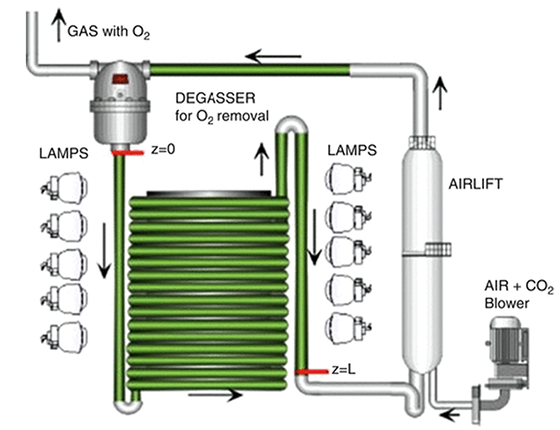 GAS with O₂
DEGASSER
for O₂ removal
z=0
LAMPS
LAMPS
AIRLIFT
AIR + CO₂
Blower
z=L